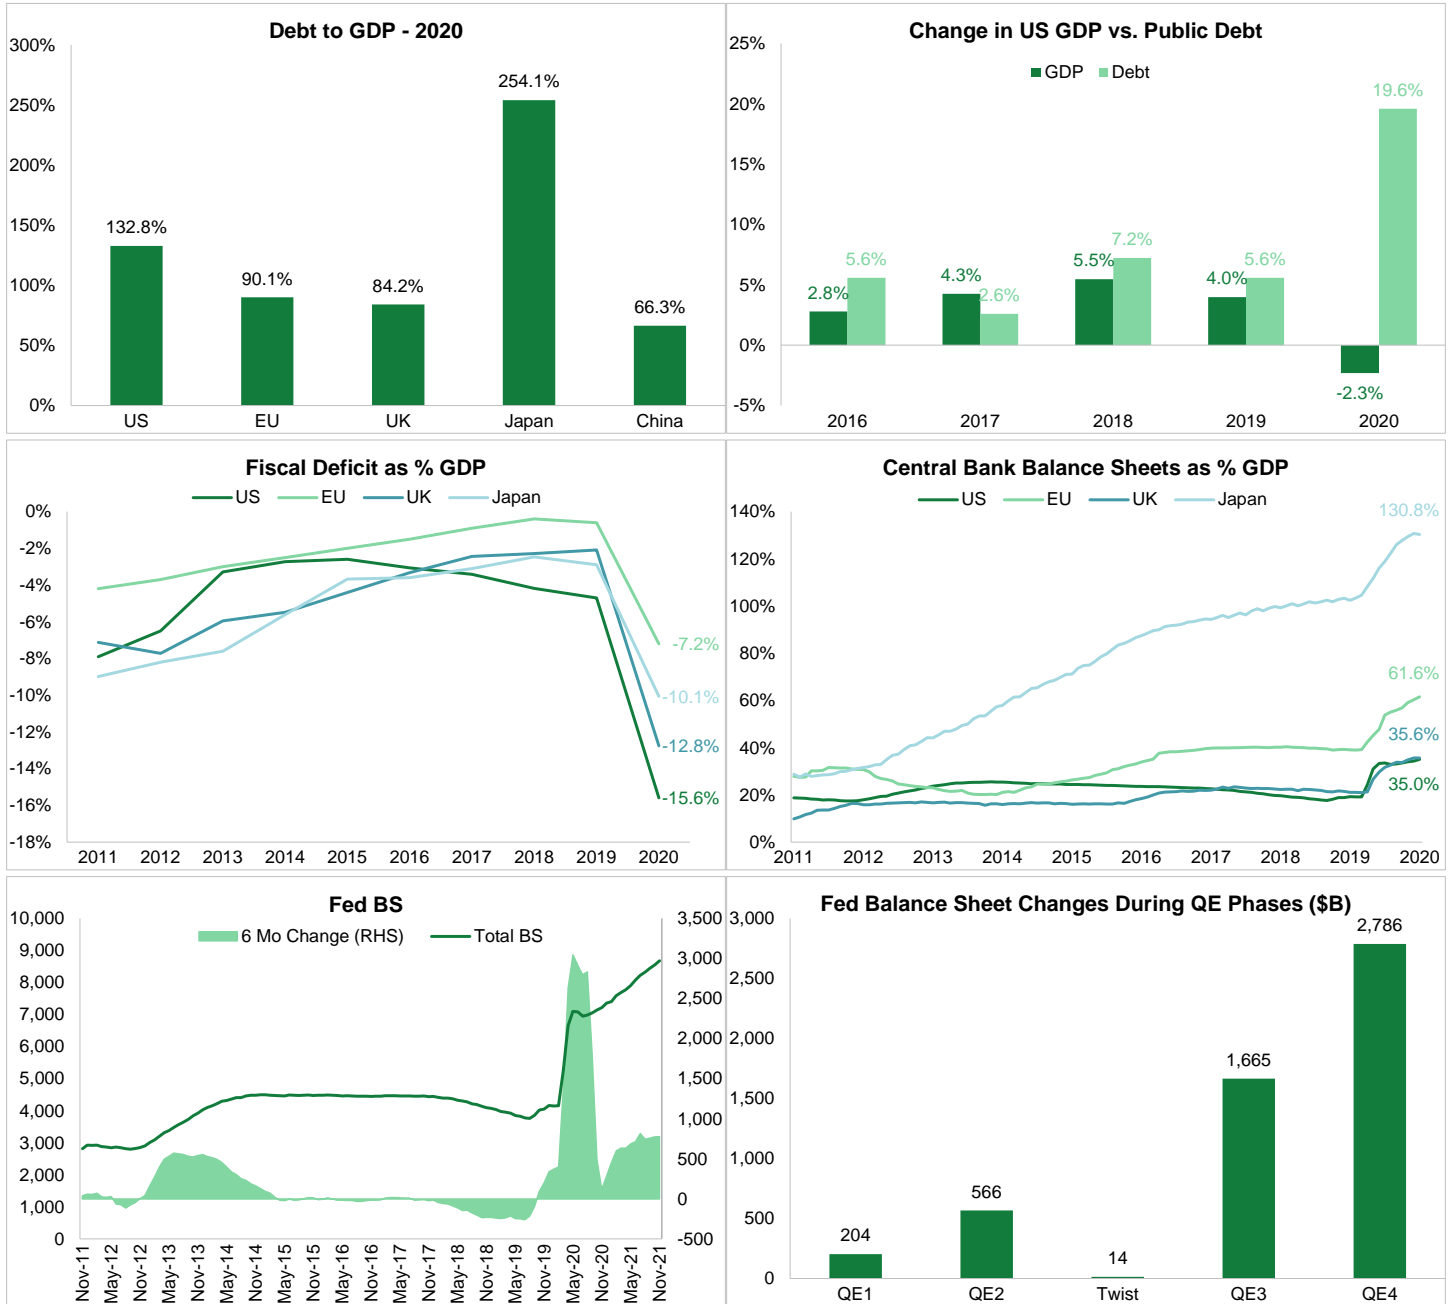 Debt to GDP - 2020
300%
250%
200%
150%
100%
50%
0%
132.8%
90.1%
84.2%
254.1%
66.3%
US EU UK Japan China
Change in US GDP vs. Public Debt
GDP Debt
25%
20%
15%
10%
5%
0%
-5%
2.8% 5.6%
4.3% 2.6%
5.5% 7.2%
4.0% 5.6%
-2.3% 19.6%
2016 2017 2018 2019 2020
Fiscal Deficit as % GDP
US EU UK Japan
0%
-2%
-4%
-6%
-8%
-10%
-12%
-14%
-16%
-18%
-7.2%
-10.1%
-12.8%
-15.6%
2011 2012 2013 2014 2015 2016 2017 2018 2019 2020
Central Bank Balance Sheets as % GDP
US EU UK Japan
140%
120%
100%
80%
60%
40%
20%
0%
130.8%
61.6%
35.6%
35.0%
2011 2012 2013 2014 2015 2016 2017 2018 2019 2020
Fed BS
6 Mo Change (RHS) Total BS
10,000
9,000
8,000
7,000
6,000
5,000
4,000
3,000
2,000
1,000
0
3,500
3,000
2,500
2,000
1,500
1,000
500
0
-500
Nov-11
May-12
Nov-12
May-13
Nov-13
May-14
Nov-14
May-15
Nov-15
May-16
Nov-16
May-17
Nov-17
May-18
Nov-18
May-19
Nov-19
May-20
Nov-20
May-21
Nov-21
Fed Balance Sheet Changes During QE Phases ($B)
3,000
2,500
2,000
1,500
1,000
500
0
204
566
14
1,665
2,786
QE1 QE2 Twist QE3 QE4